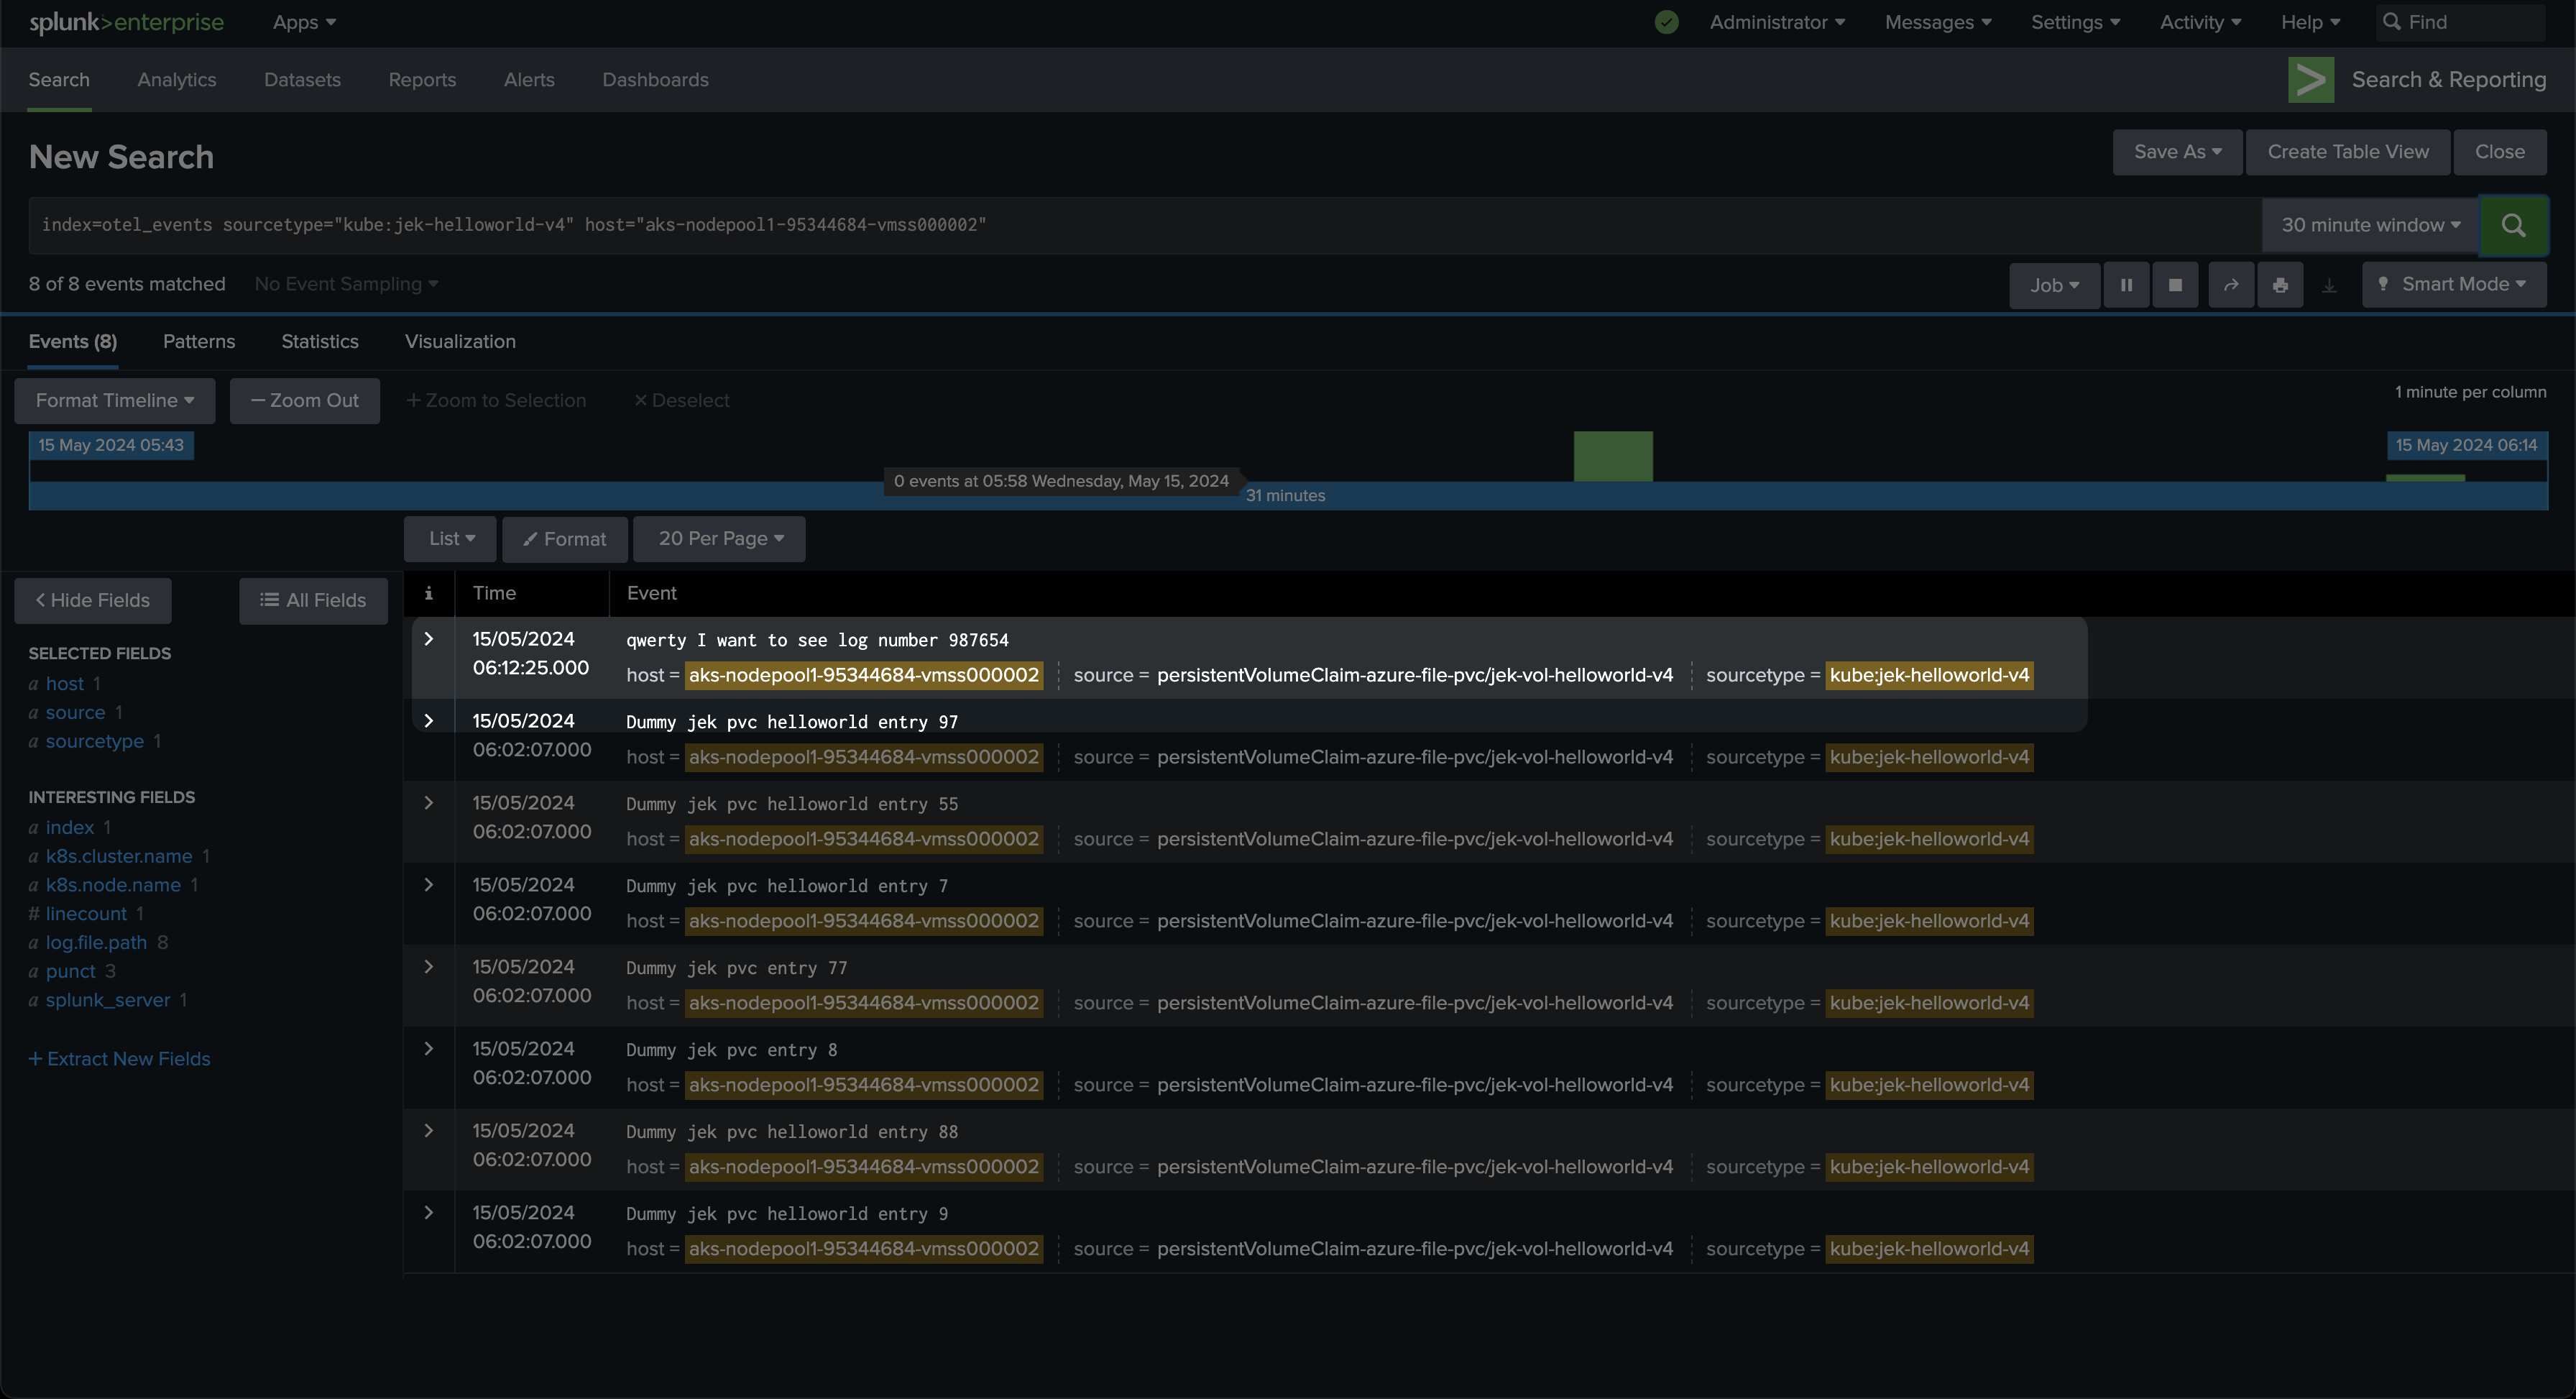 splunk>enterprise Apps Administrator Messages Settings Activity Help Find
Search Analytics Datasets Reports Alerts Dashboards Search & Reporting
New Search Save As Create Table View Close
index=otel_events sourcetype="kube:jek-helloworld-v4" host="aks-nodepool1-95344684-vmss000002" 30 minute window
8 of 8 events matched No Event Sampling Job Smart Mode
Events (8) Patterns Statistics Visualization
Format Timeline — Zoom Out + Zoom to Selection × Deselect 1 minute per column
15 May 2024 05:43 15 May 2024 06:14
0 events at 05:58 Wednesday, May 15, 2024
31 minutes
List Format 20 Per Page
< Hide Fields All Fields
SELECTED FIELDS
a host 1
a source 1
a sourcetype 1
INTERESTING FIELDS
a index 1
a k8s.cluster.name 1
a k8s.node.name 1
# linecount 1
a log.file.path 8
a punct 3
a splunk_server 1
+ Extract New Fields
i Time Event
> 15/05/2024 qwerty I want to see log number 987654
06:12:25.000 host = aks-nodepool1-95344684-vmss000002 source = persistentVolumeClaim-azure-file-pvc/jek-vol-helloworld-v4 sourcetype = kube:jek-helloworld-v4
> 15/05/2024 Dummy jek pvc helloworld entry 97
06:02:07.000 host = aks-nodepool1-95344684-vmss000002 source = persistentVolumeClaim-azure-file-pvc/jek-vol-helloworld-v4 sourcetype = kube:jek-helloworld-v4
> 15/05/2024 Dummy jek pvc helloworld entry 55
06:02:07.000 host = aks-nodepool1-95344684-vmss000002 source = persistentVolumeClaim-azure-file-pvc/jek-vol-helloworld-v4 sourcetype = kube:jek-helloworld-v4
> 15/05/2024 Dummy jek pvc helloworld entry 7
06:02:07.000 host = aks-nodepool1-95344684-vmss000002 source = persistentVolumeClaim-azure-file-pvc/jek-vol-helloworld-v4 sourcetype = kube:jek-helloworld-v4
> 15/05/2024 Dummy jek pvc entry 77
06:02:07.000 host = aks-nodepool1-95344684-vmss000002 source = persistentVolumeClaim-azure-file-pvc/jek-vol-helloworld-v4 sourcetype = kube:jek-helloworld-v4
> 15/05/2024 Dummy jek pvc entry 8
06:02:07.000 host = aks-nodepool1-95344684-vmss000002 source = persistentVolumeClaim-azure-file-pvc/jek-vol-helloworld-v4 sourcetype = kube:jek-helloworld-v4
> 15/05/2024 Dummy jek pvc helloworld entry 88
06:02:07.000 host = aks-nodepool1-95344684-vmss000002 source = persistentVolumeClaim-azure-file-pvc/jek-vol-helloworld-v4 sourcetype = kube:jek-helloworld-v4
> 15/05/2024 Dummy jek pvc helloworld entry 9
06:02:07.000 host = aks-nodepool1-95344684-vmss000002 source = persistentVolumeClaim-azure-file-pvc/jek-vol-helloworld-v4 sourcetype = kube:jek-helloworld-v4